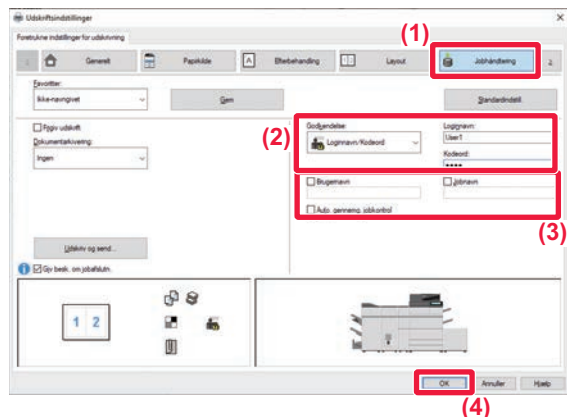 Udskriftsindstillinger
Foretrukne indstillinger for udskrivning
(1)
Generelt
Papirkilde
Efterbehandling
Layout
Jobhåndtering
Favoritter:
Ikke-navngivet
Gem
Standardindstill.
Frigiv udskrift
Dokumentarkivering:
Ingen
(2)
Godkendelse:
Loginnavn/Kodeord
Loginnavn:
User1
Kodeord:
••••
Brugernavn
Jobnavn
Auto. gennemg. jobkontrol
(3)
Udskriv og send...
Giv besk. om jobafslutn.
1 2
OK
Annuller
Hjælp
(4)